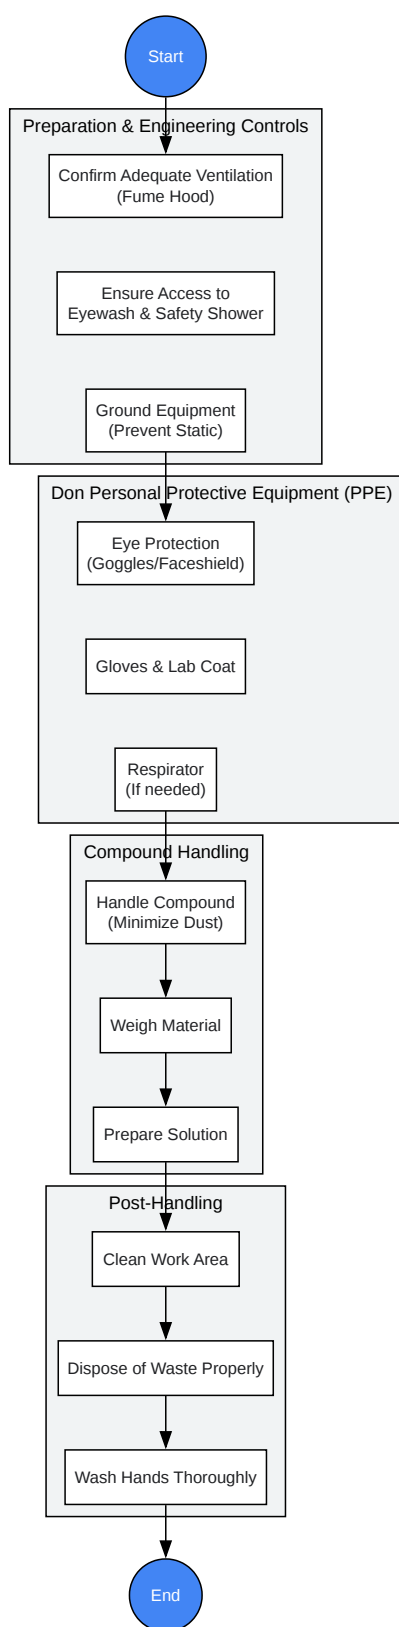 Start
Preparation & Engineering Controls
Confirm Adequate Ventilation
(Fume Hood)
Ensure Access to
Eyewash & Safety Shower
Ground Equipment
(Prevent Static)
Don Personal Protective Equipment (PPE)
Eye Protection
(Goggles/Faceshield)
Gloves & Lab Coat
Respirator
(If needed)
Compound Handling
Handle Compound
(Minimize Dust)
Weigh Material
Prepare Solution
Post-Handling
Clean Work Area
Dispose of Waste Properly
Wash Hands Thoroughly
End